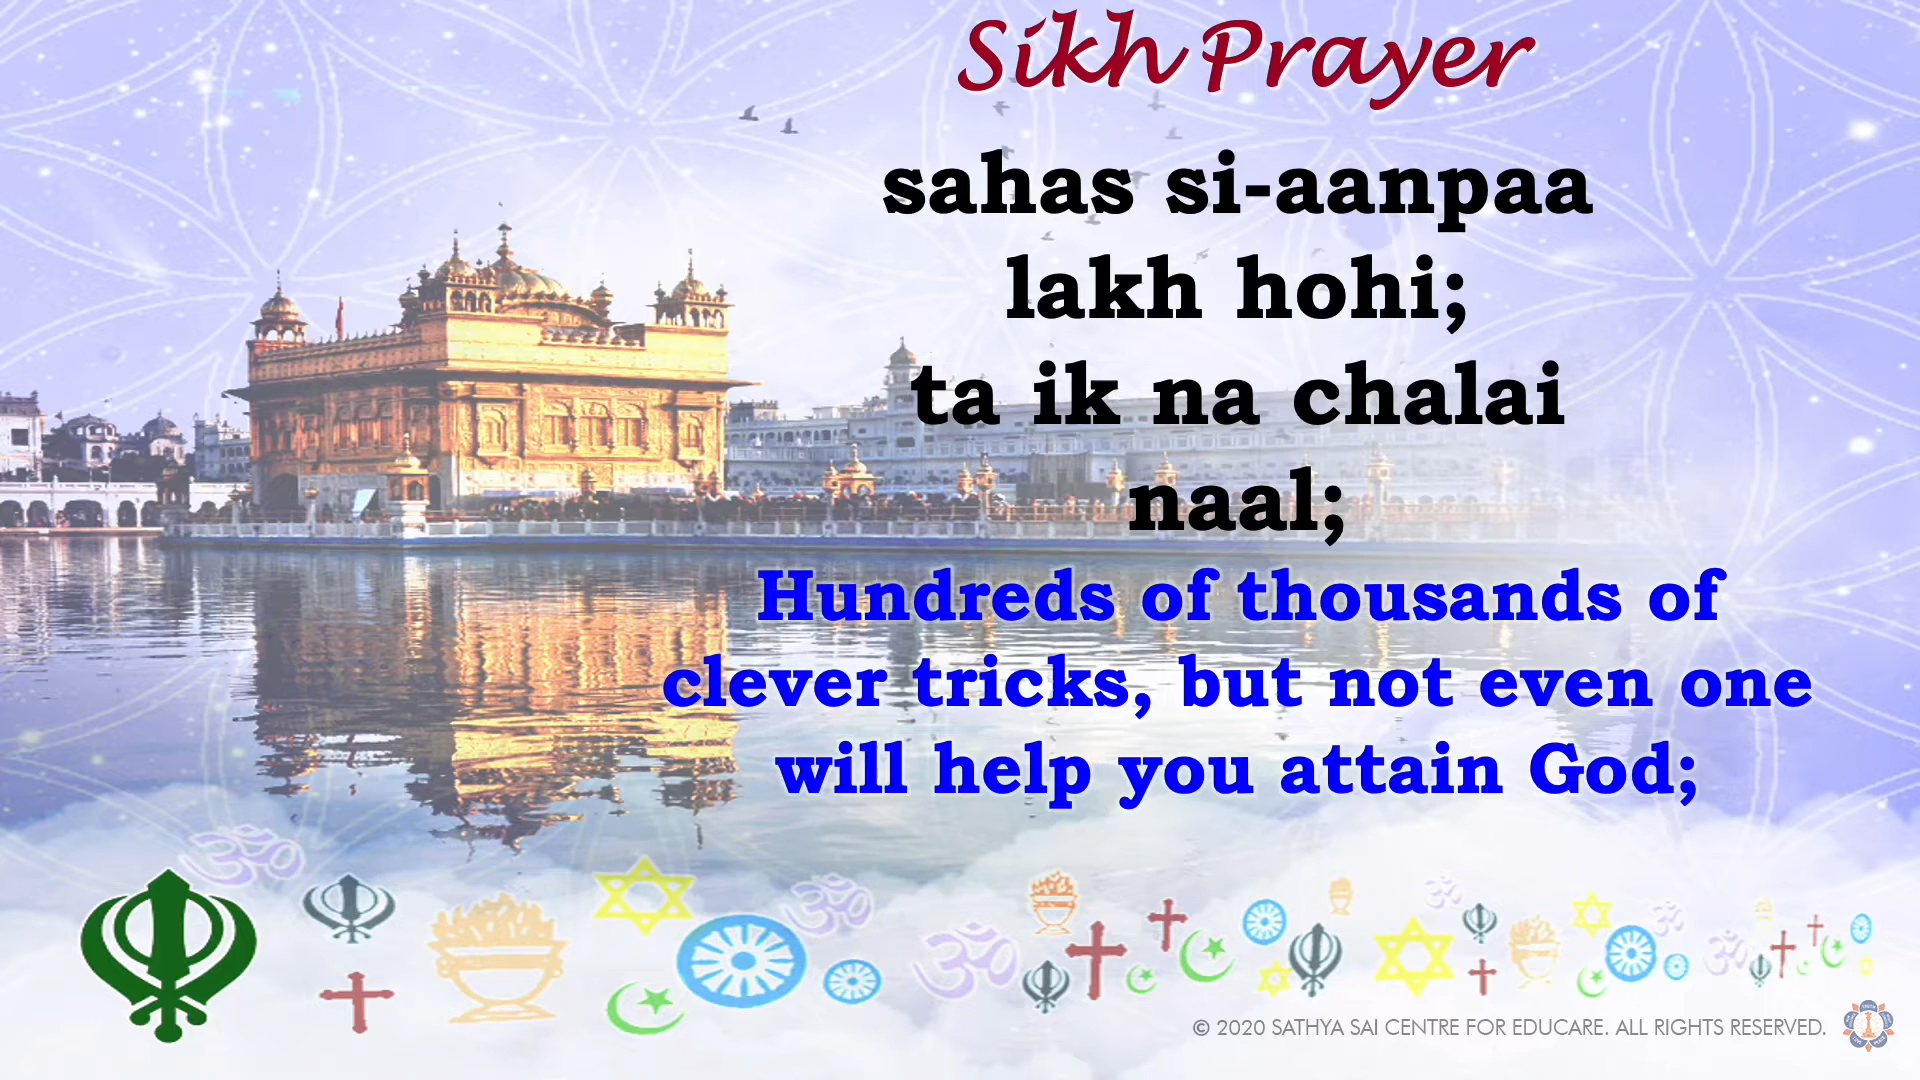 Sikh Prayer
sahas si-aanpaa
lakh hohi;
ta ik na chalai
naal;
Hundreds of thousands of
clever tricks, but not even one
will help you attain God;
© 2020 SATHYA SAI CENTRE FOR EDUCARE. ALL RIGHTS RESERVED.